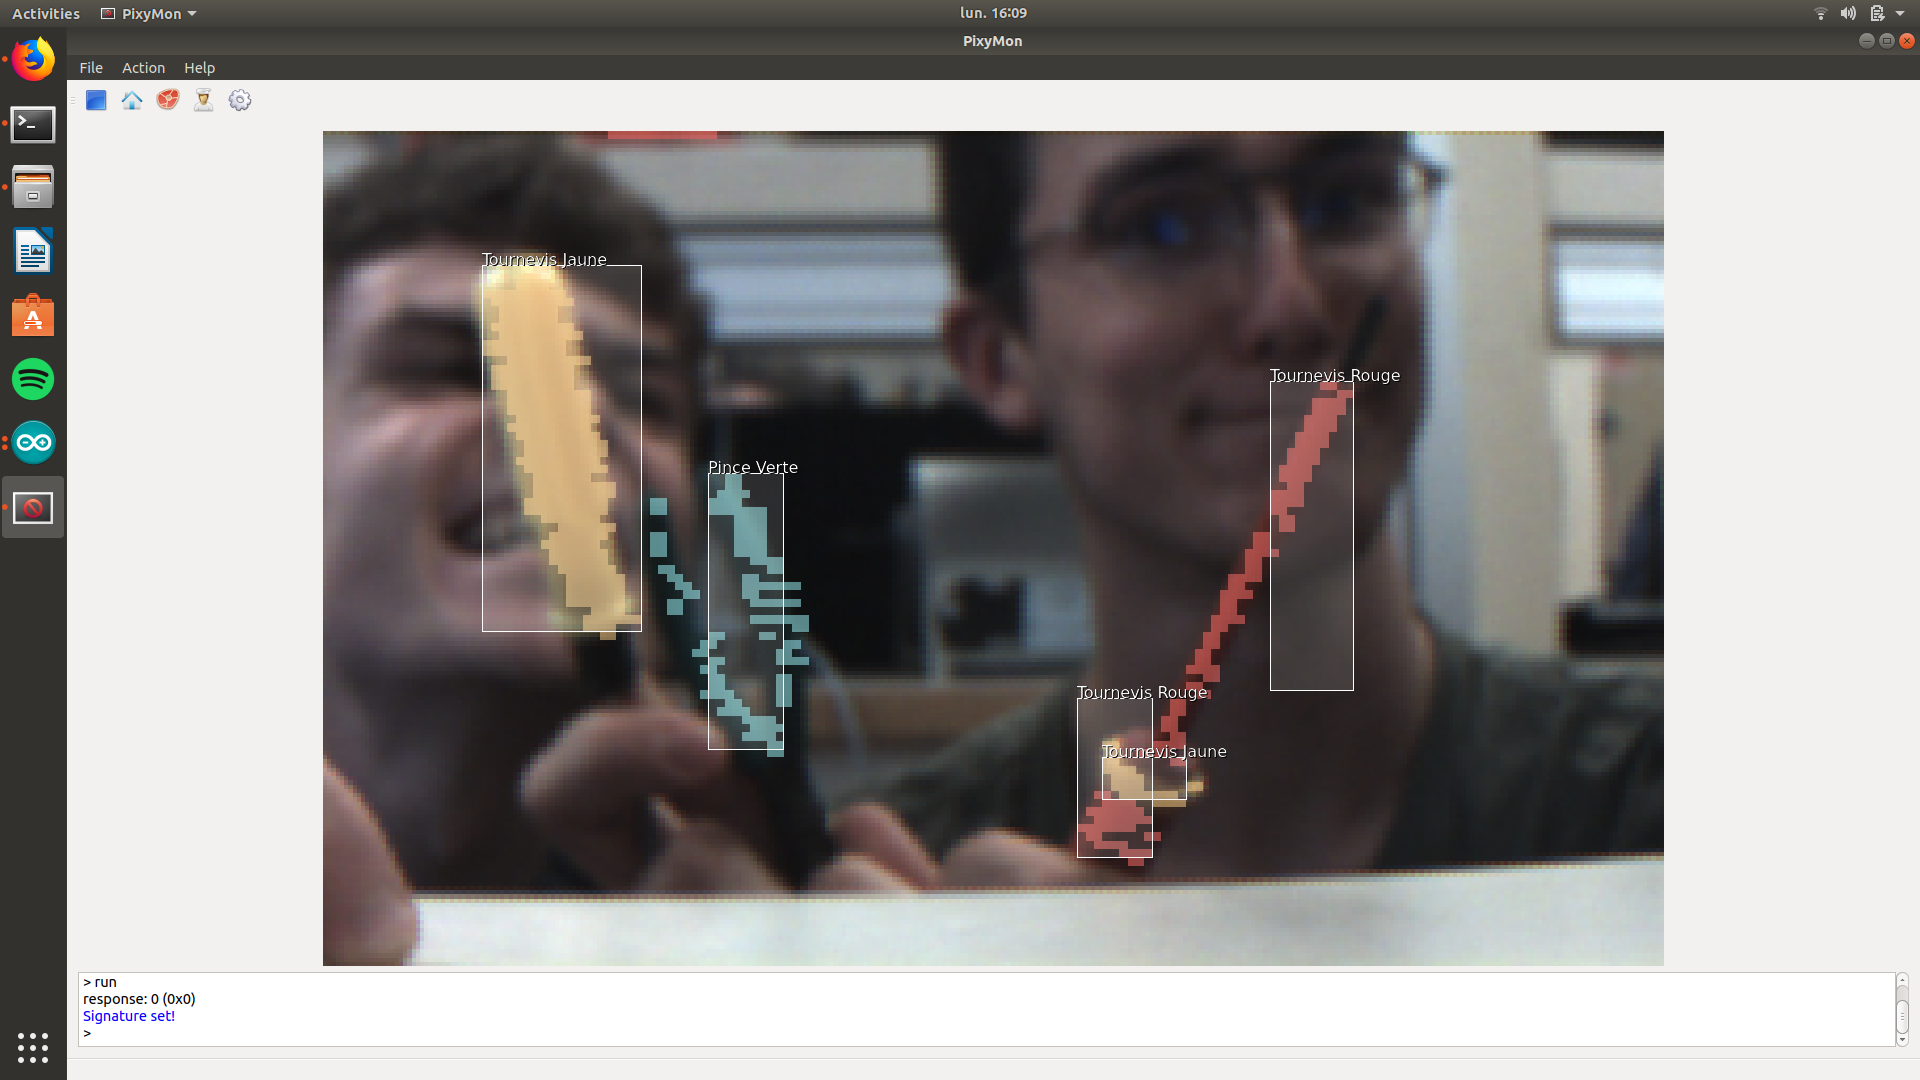 Activities PixyMon lun. 16:09
PixyMon
File Action Help
Tournevis Jaune
Tournevis Rouge
Pince Verte
Tournevis Rouge
Tournevis Jaune
> run
response: 0 (0x0)
Signature set!
>